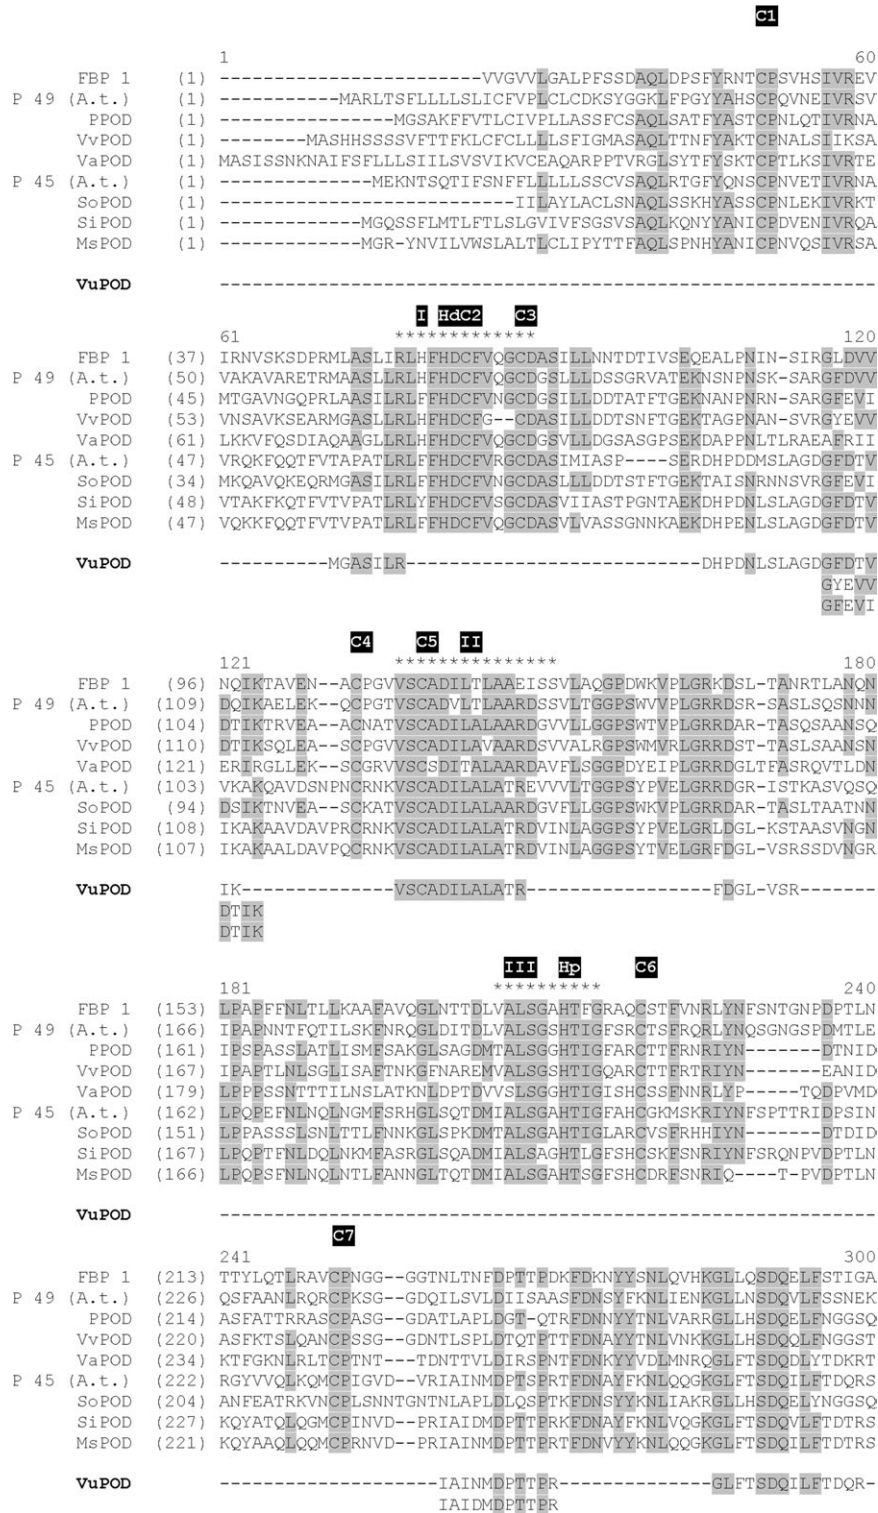 C1
1 60
FBP 1 (1) ------------------------VVGVVLGALPFSSDAQLDPSFYRNTCPSVHSIVREV
P 49 (A.t.) (1) -----------MARLTSFLLLLSLICFVPLCLCDKSYGGKLFPGYYAHSCPQVNEIVRSV
PPOD (1) ----------------MGSAKFFVTLCIVPLLASSFCSAQLSATFYASTCPNLQTIVRNA
VvPOD (1) --------MASHHSSSSVFTTFKLCFCLLLLSFIGMASAQLTTNFYAKTCPNALSIIKSA
VaPOD (1) MASISSNKNAIFSFLLLSIILSVSVIKVCEAQARPPTVRGLSYTFYSKTCPTLKSIVRTE
P 45 (A.t.) (1) --------------MEKNTSQTIFSNFFLLLLLSSCVSAQLRTGFYQNSCPNVETIVRNA
SoPOD (1) ---------------------------IILAYLACLSNAQLSSKHYASSCPNLEKIVRKT
SiPOD (1) -------------MGQSSFLMTLFTLSLGVIVFSGSVSAQLKQNYYANICPDVENIVRQA
MsPOD (1) -------------MGR-YNVILVWSLALTLCLIPYTTFAQLSPNHYANICPNVQSIVRSA
VuPOD ------------------------------------------------------------
I HdC2 C3
61 ************* 120
FBP 1 (37) IRNVSKSDPRMLASLIRLHFHDCFVQGCDASILLNNTDTIVSEQEALPNIN-SIRGLDVV
P 49 (A.t.) (50) VAKAVARETRMAASLLRLHFHDCFVQGCDGSLLLDSSGRVATEKNSNPNSK-SARGFDVV
PPOD (45) MTGAVNGQPRLAASILRLFFHDCFVNGCDGSILLDDTATFTGEKNANPNRN-SARGFEVI
VvPOD (53) VNSAVKSEARMGASLLRLHFHDCFG--CDASILLDDTSNFTGEKTAGPNAN-SVRGYEVV
VaPOD (61) LKKVFQSDIAQAAGLLRLHFHDCFVQGCDGSVLLDGSASGPSEKDAPPNLTLRAEAFRII
P 45 (A.t.) (47) VRQKFQQTFVTAPATLRLFFHDCFVRGCDASIMIASP----SERDHPDDMSLAGDGFDTV
SoPOD (34) MKQAVQKEQRMGASILRLFFHDCFVNGCDASLLLDDTSTFTGEKTAISNRNNSVRGFEVI
SiPOD (48) VTAKFKQTFVTVPATLRLYFHDCFVSGCDASVIIASTPGNTAEKDHPDNLSLAGDGFDTV
MsPOD (47) VQKKFQQTFVTVPATLRLFFHDCFVQGCDASVLVASSGNNKAEKDHPENLSLAGDGFDTV
VuPOD ----------MGASILR---------------------------DHPDNLSLAGDGFDTV
GYEVV
GFEVI
C4 C5 II
121 *************** 180
FBP 1 (96) NQIKTAVEN--ACPGVVSCADILTLAAEISSVLAQGPDWKVPLGRKDSL-TANRTLANQN
P 49 (A.t.) (109) DQIKAELEK--QCPGTVSCADVLTLAARDSSVLTGGPSWVVPLGRRDSR-SASLSQSNNN
PPOD (104) DTIKTRVEA--ACNATVSCADILALAARDGVVLLGGPSWTVPLGRRDAR-TASQSAANSQ
VvPOD (110) DTIKSQLEA--SCPGVVSCADILAVAARDSVVALRGPSWMVRLGRRDST-TASLSAANSN
VaPOD (121) ERIRGLLEK-SCGRVVSCSDITALAARDAVFLSGGPDYEIPLGRRDGLTFASRQVTLDN
P 45 (A.t.) (103) VKAKQAVDSNPNCRNKVSCADILALATREVVVLTGGPSYPVELGRRDGR-ISTKASVQSQ
SoPOD (94) DSIKTNVEA--SCKATVSCADILALAARDGVFLLGGPSWKVPLGRRDAR-TASLTAATNN
SiPOD (108) IKAKAAVDAVPRCRNKVSCADILALATRDVINLAGGPSYPVELGRLDGL-KSTAASVNGN
MsPOD (107) IKAKAALDAVPQCRNKVSCADILALATRDVINLAGGPSYTVELGRFDGL-VSRSSDVNGR
VuPOD IK--------------VSCADILALATR-----------------FDGL-VSR-------
DTIK
DTIK
III Hp C6
181 ********** 240
FBP 1 (153) LPAPFFNLTLLKAAFAVQGLNTTDLVALSGAHTFGRAQCSTFVNRLYNFSNTGNPDPTLN
P 49 (A.t.) (166) IPAPNNTFQTILSKFNRQGLDITDLVALSGSHTIGFSRCTSFRQRLYNQSGNGSPDMTLE
PPOD (161) IPSPASSLATLISMFSAKGLSAGDMTALSGGHTIGFARCTTFRNRIYN-------DTNID
VvPOD (167) IPAPTLNLSGLISAFTNKGFNAREMVALSGSHTIGQARCTTFRTRIYN-------EANID
VaPOD (179) LPPPSSNTTTILNSLATKNLDPTDVVSLSGGHTIGISHCSSFNNRLYP-----TQDPVMD
P 45 (A.t.) (162) LPQPEFNLNQLNGMFSRHGLSQTDMIALSGAHTIGFAHCGKMSKRIYNFSPTTRIDPSIN
SoPOD (151) LPPASSSLSNLTTLFNNKGLSPKDMTALSGAHTIGLARCVSFRHHIYN-------DTDID
SiPOD (167) LPQPTFNLDQLNKMFASRGLSQADMIALSAGHTLGFSHCSKFSNRIYNFSRQNPVDPTLN
MsPOD (166) LPQPSFNLNQLNTLFANNGLTQTDMIALSGAHTSGFSHCDRFSNRIQ----T-PVDPTLN
VuPOD ------------------------------------------------------------
C7
241 300
FBP 1 (213) TTYLQTLRAVCPNGG--GGTNLTNFDPTTPDKFDKNYYSNLQVHKGLLQSDQELFSTIGA
P 49 (A.t.) (226) QSFAANLRQRCPKSG--GDQILSVLDIISAASFDNSYFKNLIENKGLLNSDQVLFSSNEK
PPOD (214) ASFATTRRASCPASG--GDATLAPLDGT-QTRFDNNYYTNLVARRGLLHSDQELFNGGSQ
VvPOD (220) ASFKTSLQANCPSSG--GDNTLSPLDTQTPTTFDNAYYTNLVNKKGLLHSDQQLFNGGST
VaPOD (234) KTFGKNLRLTCPTNT---TDNTTVLDIRSPNTFDNKYYVDLMNRQGLFTSDQDLYTDKRT
P 45 (A.t.) (222) RGYVVQLKQMCPIGVD--VRIAINMDPTSPRTFDNAYFKNLQQGKGLFTSDQILFTDQRS
SoPOD (204) ANFEATRKVNCPLSNNTGNTNLAPLDLQSPTKFDNSYYKNLIAKRGLLHSDQELYNGGSQ
SiPOD (227) KQYATQLQGMCPINVD--PRIAIDMDPTTPRKFDNAYFKNLVQGKGLFTSDQVLFTDTRS
MsPOD (221) KQYAAQLQQMCPRNVD--PRIAINMDPTTPRTFDNVYYKNLQQGKGLFTSDQILFTDTRS
VuPOD --------------------IAINMDPTTPR--------------GLFTSDQILFTDQR-
IAIDMDPTTPR